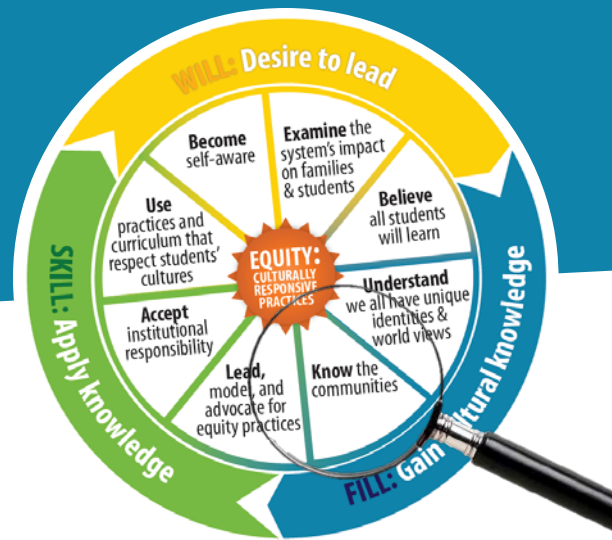 WILL: Desire to lead
Become
self-aware
Examine the
system's impact
on families
& students
Believe
all students
will learn
Understand
we all have unique
identities &
world views
Know the
communities
Lead,
model, and
advocate for
equity practices
Accept
institutional
responsibility
Use
practices and
curriculum that
respect students'
cultures
EQUITY:
CULTURALLY
RESPONSIVE
PRACTICES
FILL: Gain ltural knowledge
SKILL: Apply knowledge